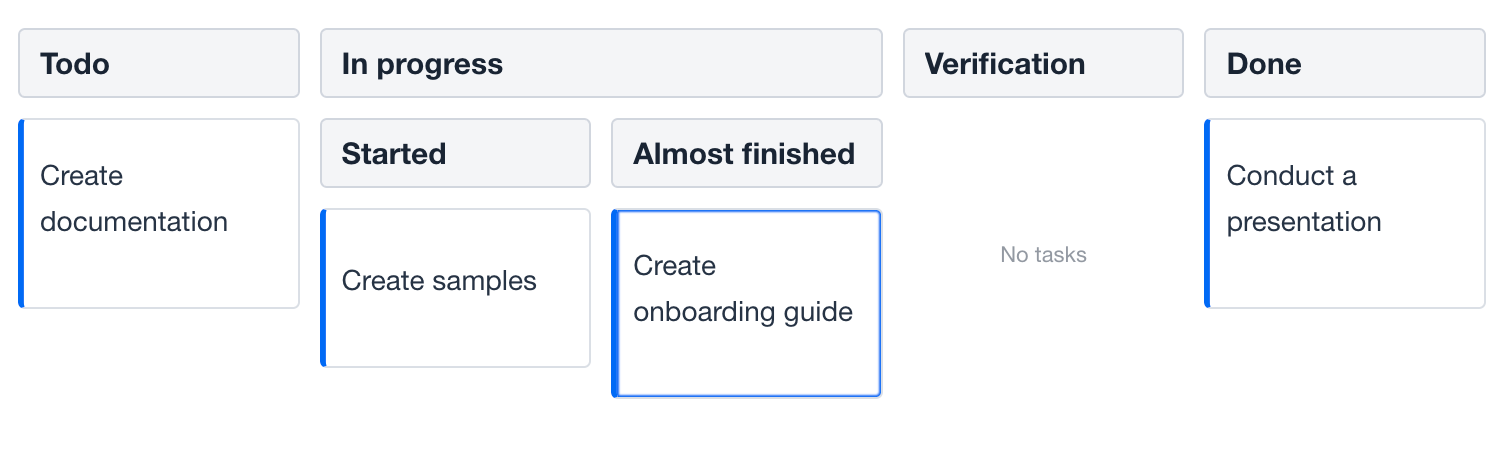 Todo
In progress
Verification
Done
Started
Almost finished
Create
documentation
Create samples
Create
onboarding guide
No tasks
Conduct a
presentation